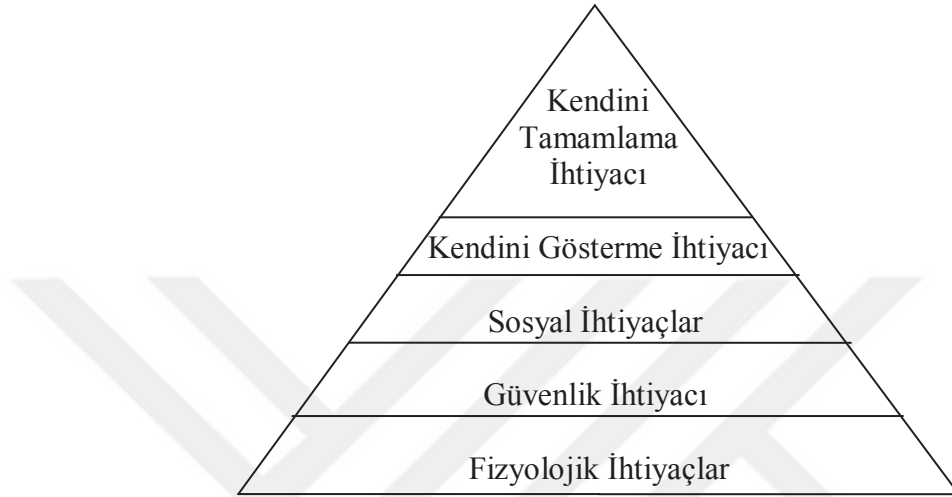 Kendini
Tamamlama
İhtiyacı
Kendini Gösterme İhtiyacı
Sosyal İhtiyaçlar
Güvenlik İhtiyacı
Fizyolojik İhtiyaçlar